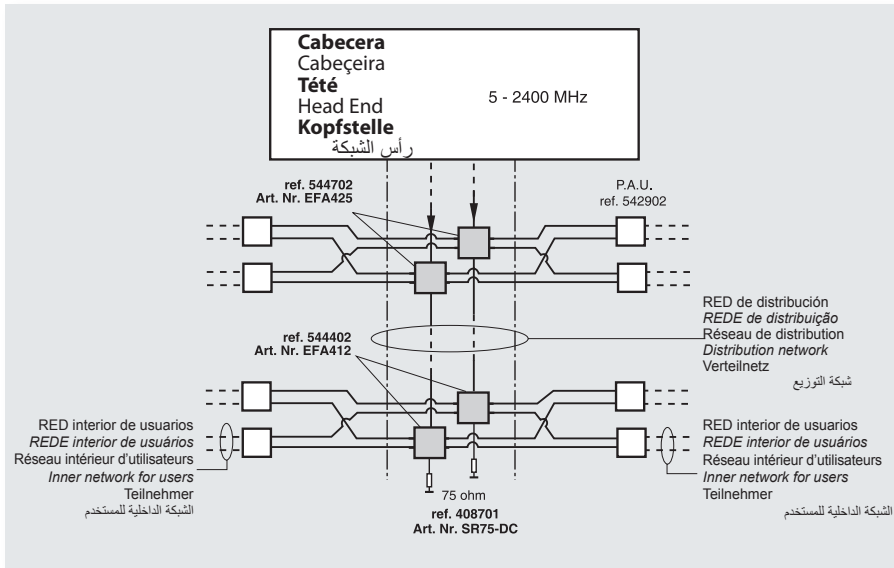 Cabecera
Cabeçeira
Tété
Head End
Kopfstelle
رأس الشبكة
5 - 2400 MHz
ref. 544702
Art. Nr. EFA425
P.A.U.
ref. 542902
RED de distribución
REDE de distribuição
Réseau de distribution
Distribution network
Verteilnetz
شبكة التوزيع
ref. 544402
Art. Nr. EFA412
RED interior de usuarios
REDE interior de usuários
Réseau intérieur d'utilisateurs
Inner network for users
Teilnehmer
الشبكة الداخلية للمستخدم
RED interior de usuarios
REDE interior de usuários
Réseau intérieur d'utilisateurs
Inner network for users
Teilnehmer
الشبكة الداخلية للمستخدم
75 ohm
ref. 408701
Art. Nr. SR75-DC